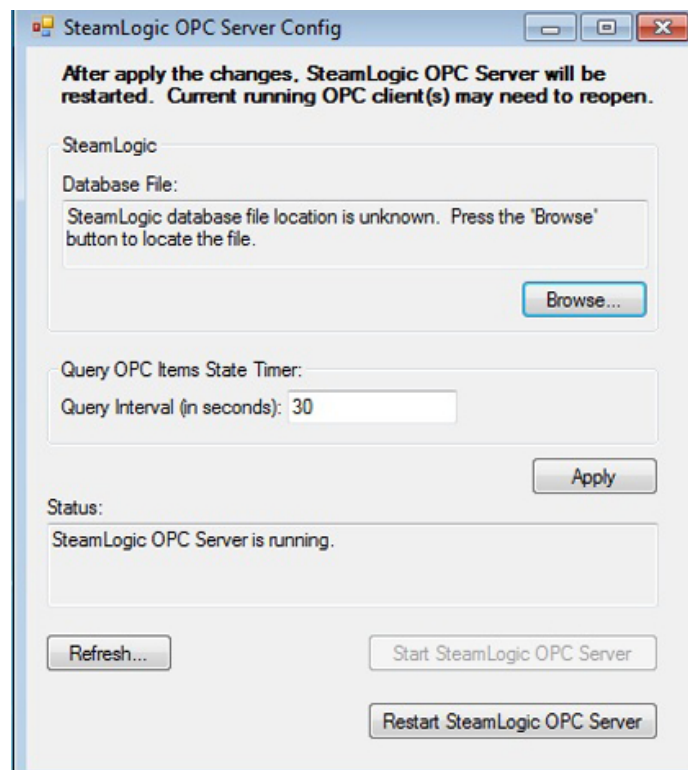 SteamLogic OPC Server Config
After apply the changes, SteamLogic OPC Server will be
restarted. Current running OPC client(s) may need to reopen.
SteamLogic
Database File:
SteamLogic database file location is unknown. Press the 'Browse'
button to locate the file.
Browse...
Query OPC Items State Timer:
Query Interval (in seconds): 30
Apply
Status:
SteamLogic OPC Server is running.
Refresh... Start SteamLogic OPC Server
Restart SteamLogic OPC Server